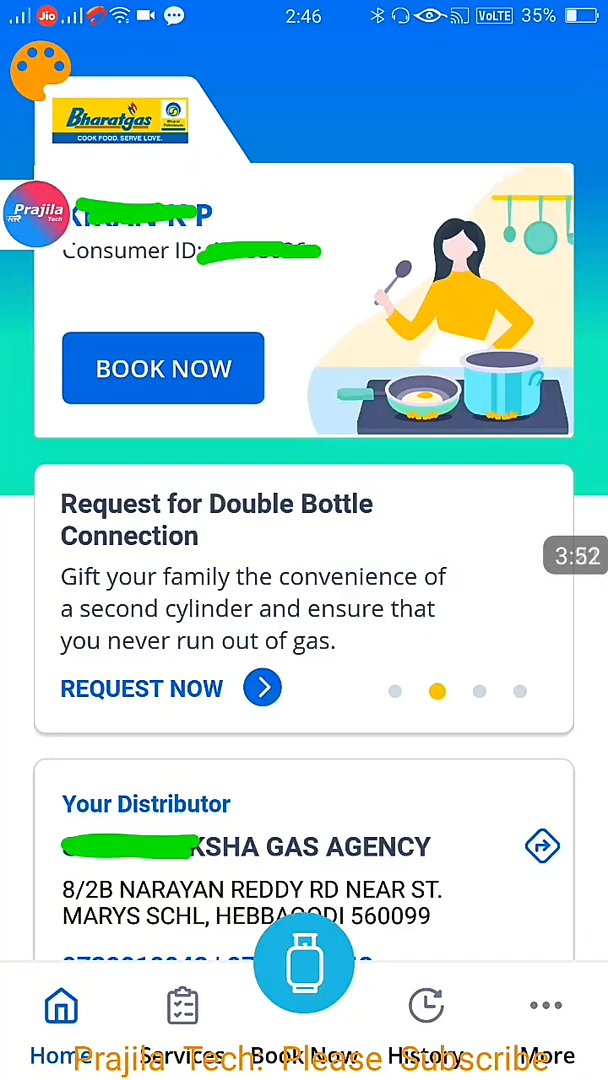 Jio 2:46 VoLTE 35%
Bharatgas
COOK FOOD. SERVE LOVE.
Prajila
Tech
P
Consumer ID:
BOOK NOW
Request for Double Bottle
Connection
3:52
Gift your family the convenience of
a second cylinder and ensure that
you never run out of gas.
REQUEST NOW
Your Distributor
KSHA GAS AGENCY
8/2B NARAYAN REDDY RD NEAR ST.
MARYS SCHL, HEBBAGODI 560099
Home Services Book Now History More
Prajila Tech. Please Subscribe